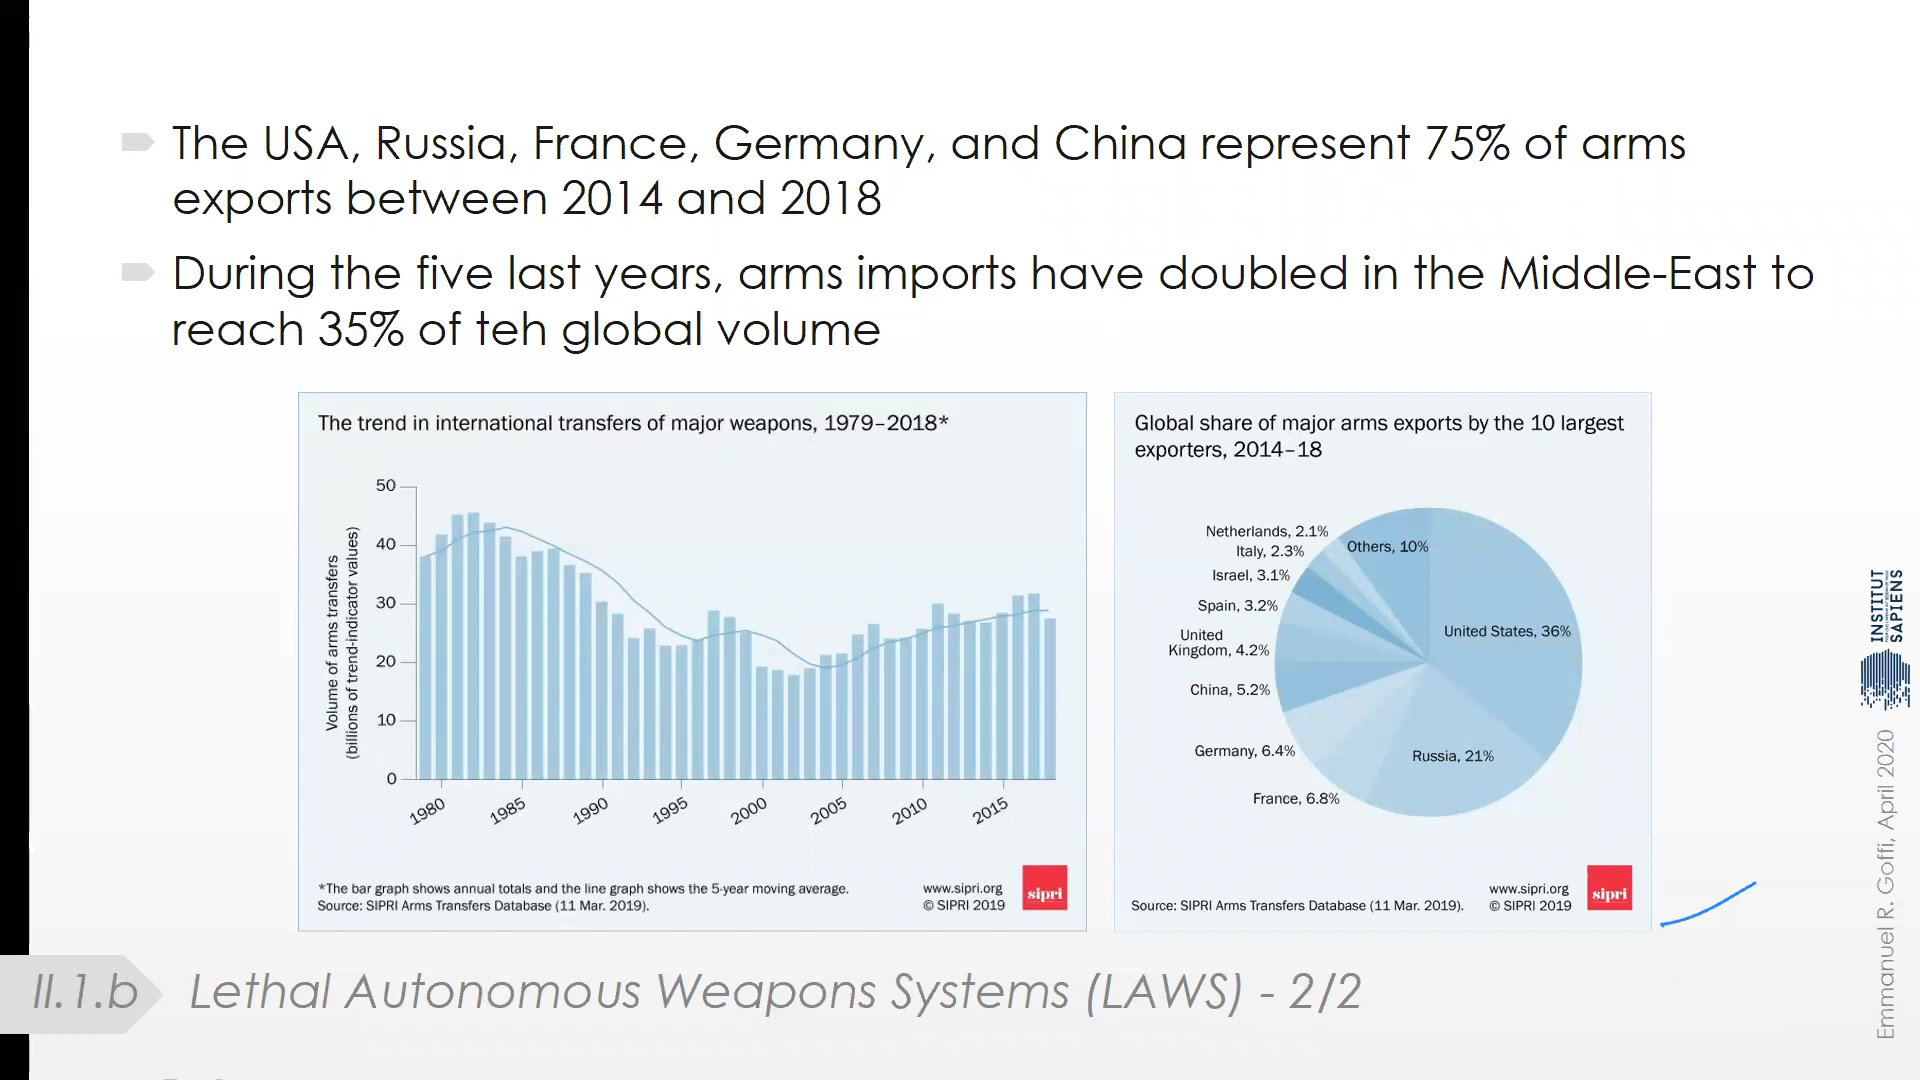 The USA, Russia, France, Germany, and China represent 75% of arms
exports between 2014 and 2018
During the five last years, arms imports have doubled in the Middle-East to
reach 35% of teh global volume
The trend in international transfers of major weapons, 1979–2018*
Volume of arms transfers
(billions of trend-indicator values)
50
40
30
20
10
0
1980
1985
1990
1995
2000
2005
2010
2015
*The bar graph shows annual totals and the line graph shows the 5-year moving average.
Source: SIPRI Arms Transfers Database (11 Mar. 2019).
www.sipri.org
© SIPRI 2019
sipri
Global share of major arms exports by the 10 largest
exporters, 2014–18
Netherlands, 2.1%
Others, 10%
Italy, 2.3%
Israel, 3.1%
Spain, 3.2%
United
Kingdom, 4.2%
United States, 36%
China, 5.2%
Germany, 6.4%
Russia, 21%
France, 6.8%
Source: SIPRI Arms Transfers Database (11 Mar. 2019).
www.sipri.org
© SIPRI 2019
sipri
INSTITUT
SAPIENS
Emmanuel R. Goffi, April 2020
II.1.b
Lethal Autonomous Weapons Systems (LAWS) - 2/2